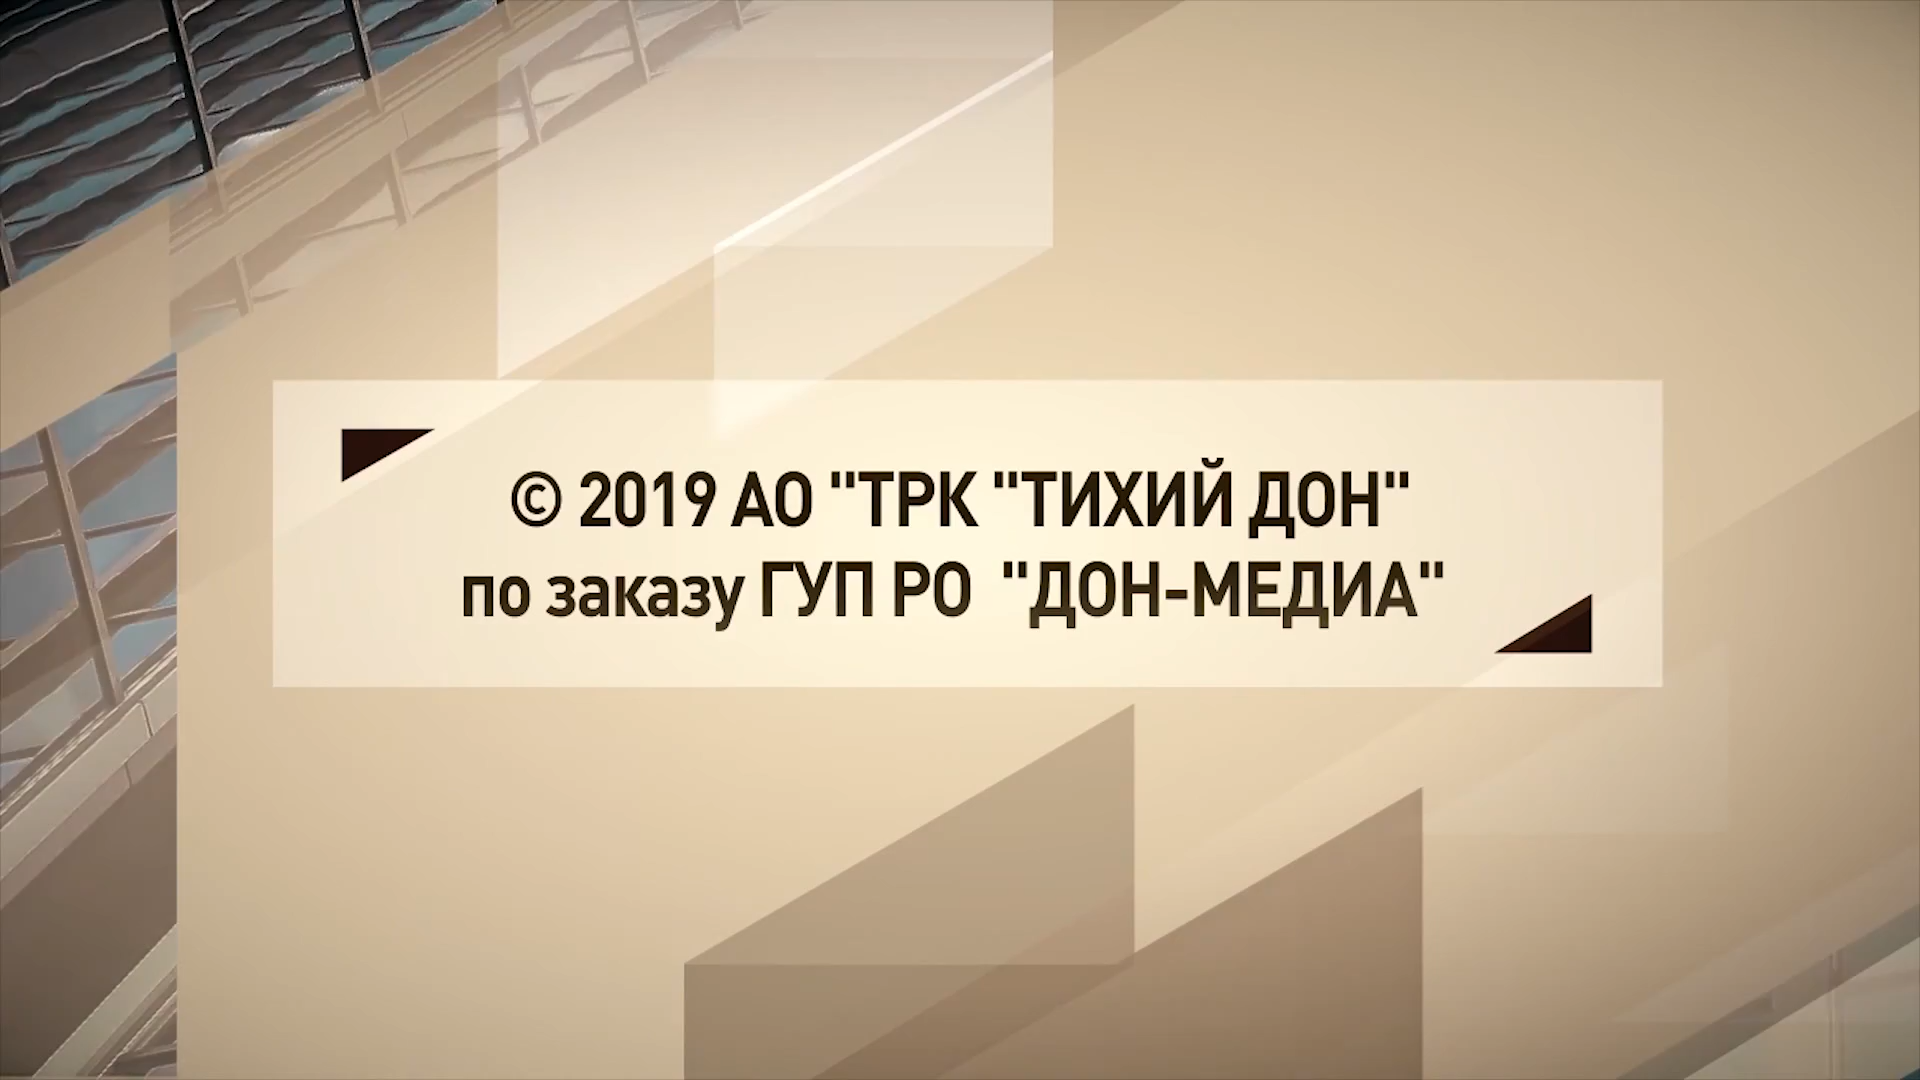 © 2019 АО "ТРК "ТИХИЙ ДОН"
по заказу ГУП РО "ДОН-МЕДИА"